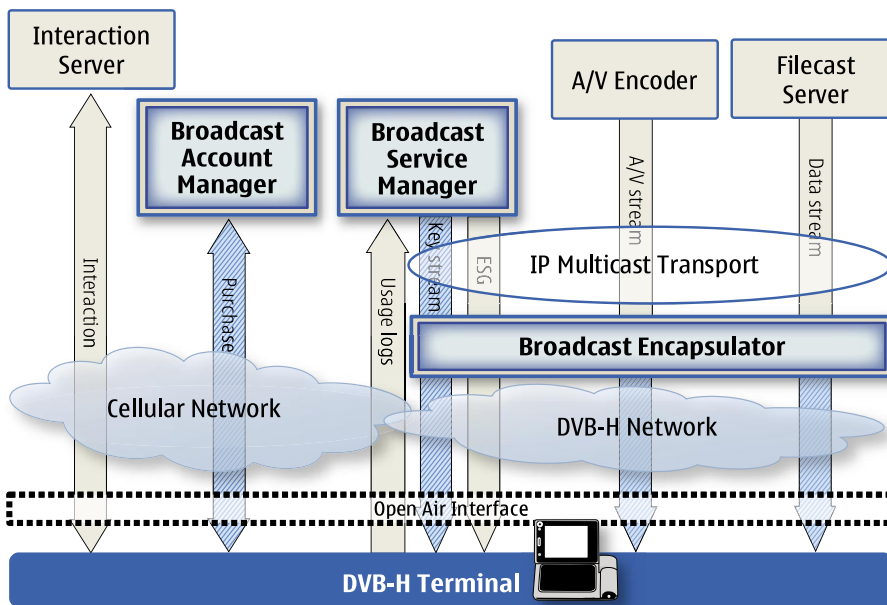 Interaction
Server
Broadcast
Account
Manager
Broadcast
Service
Manager
A/V Encoder
Filecast
Server
Interaction
Purchase
Usage logs
Key stream
ESG
A/V stream
Data stream
IP Multicast Transport
Broadcast Encapsulator
Cellular Network
DVB-H Network
Open Air Interface
DVB-H Terminal